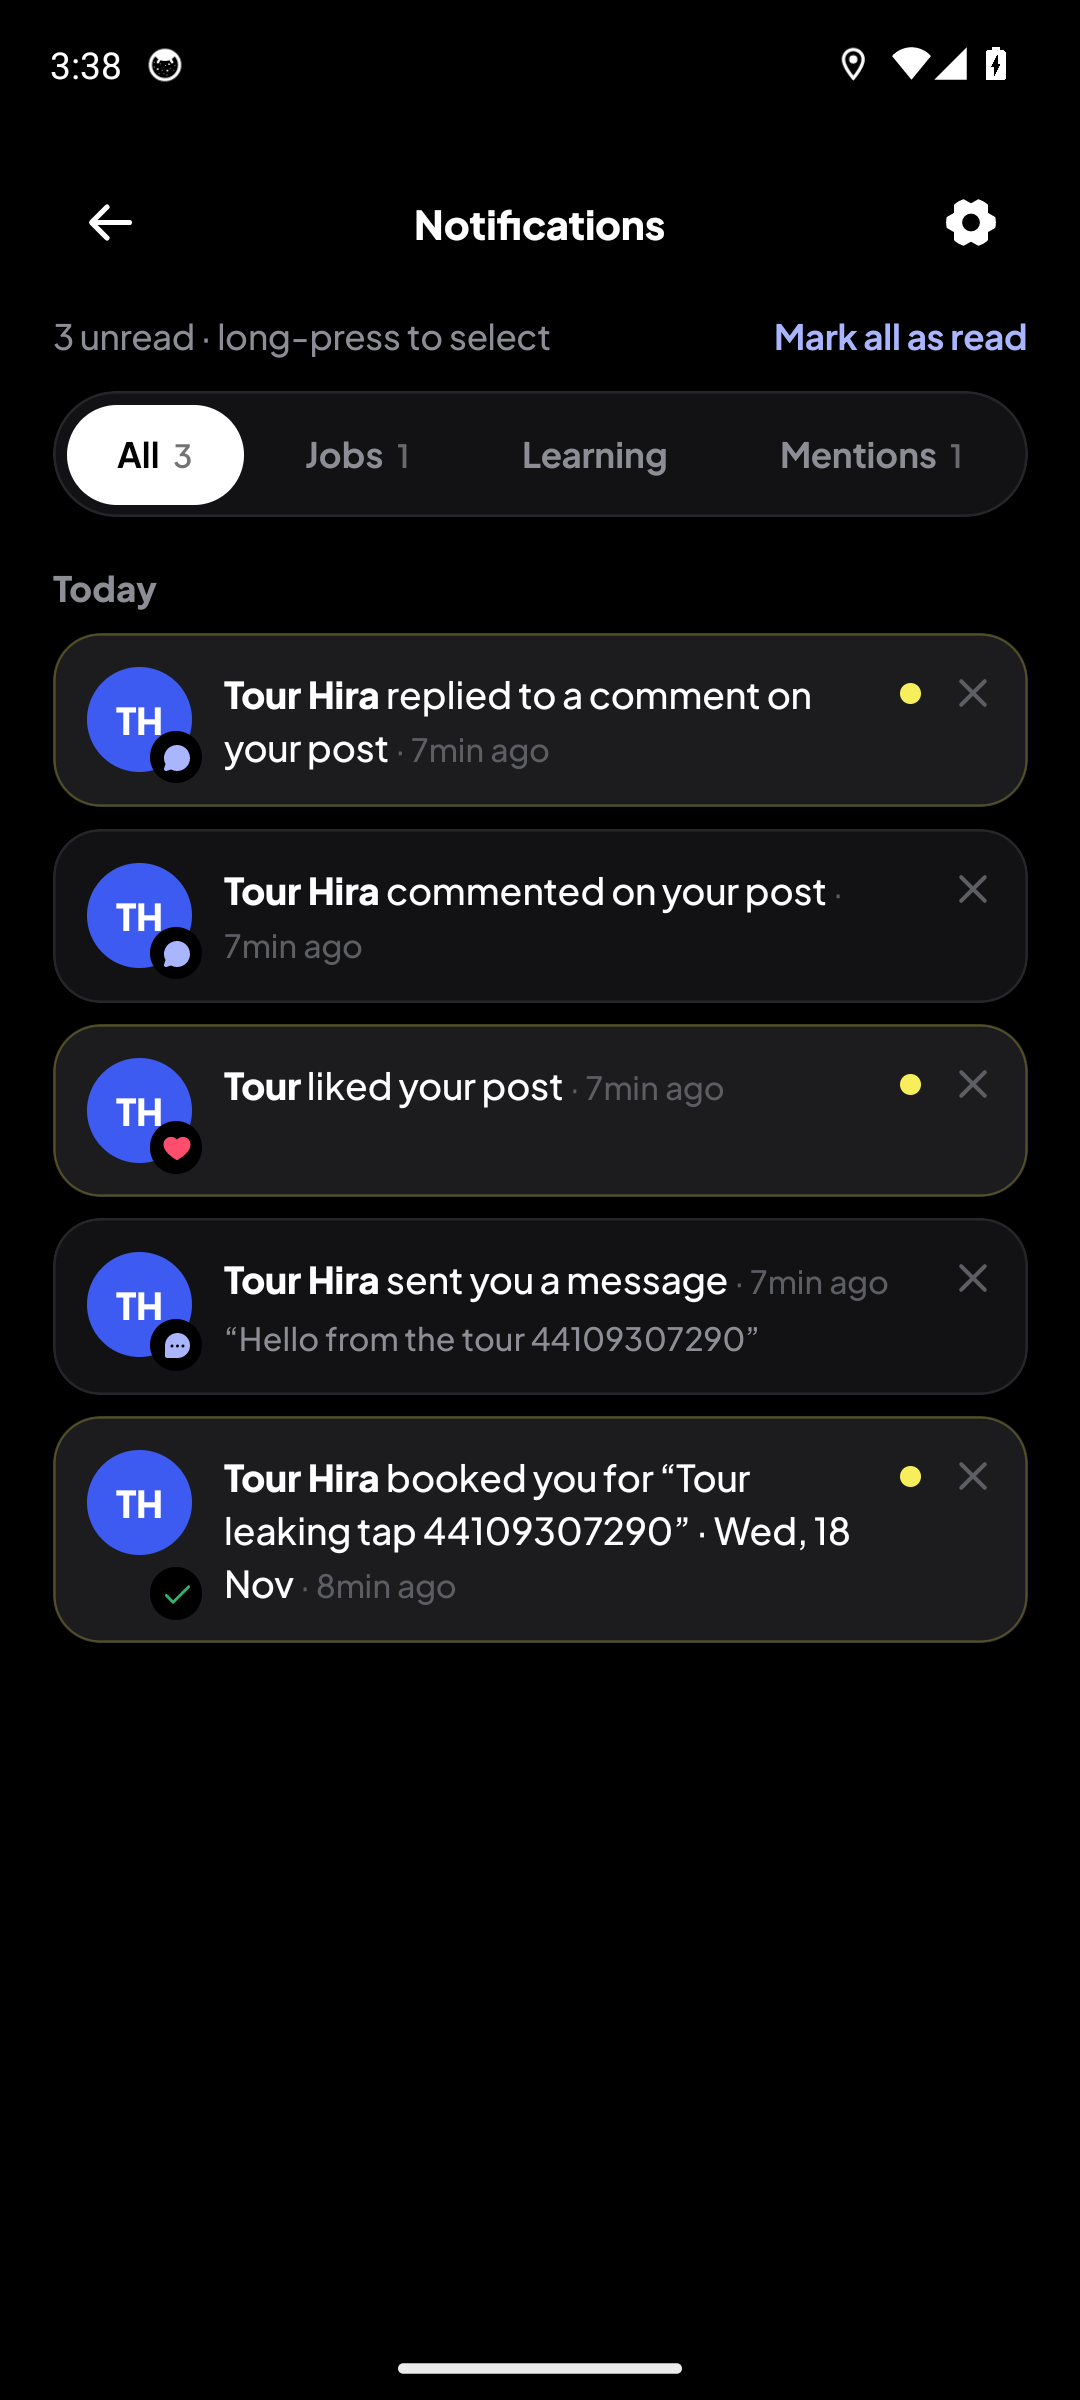 3:38
Notifications
3 unread · long-press to select
Mark all as read
All 3
Jobs 1
Learning
Mentions 1
Today
TH
Tour Hira replied to a comment on
your post · 7min ago
TH
Tour Hira commented on your post ·
7min ago
TH
Tour liked your post · 7min ago
TH
Tour Hira sent you a message · 7min ago
“Hello from the tour 44109307290”
TH
Tour Hira booked you for “Tour
leaking tap 44109307290” · Wed, 18
Nov · 8min ago